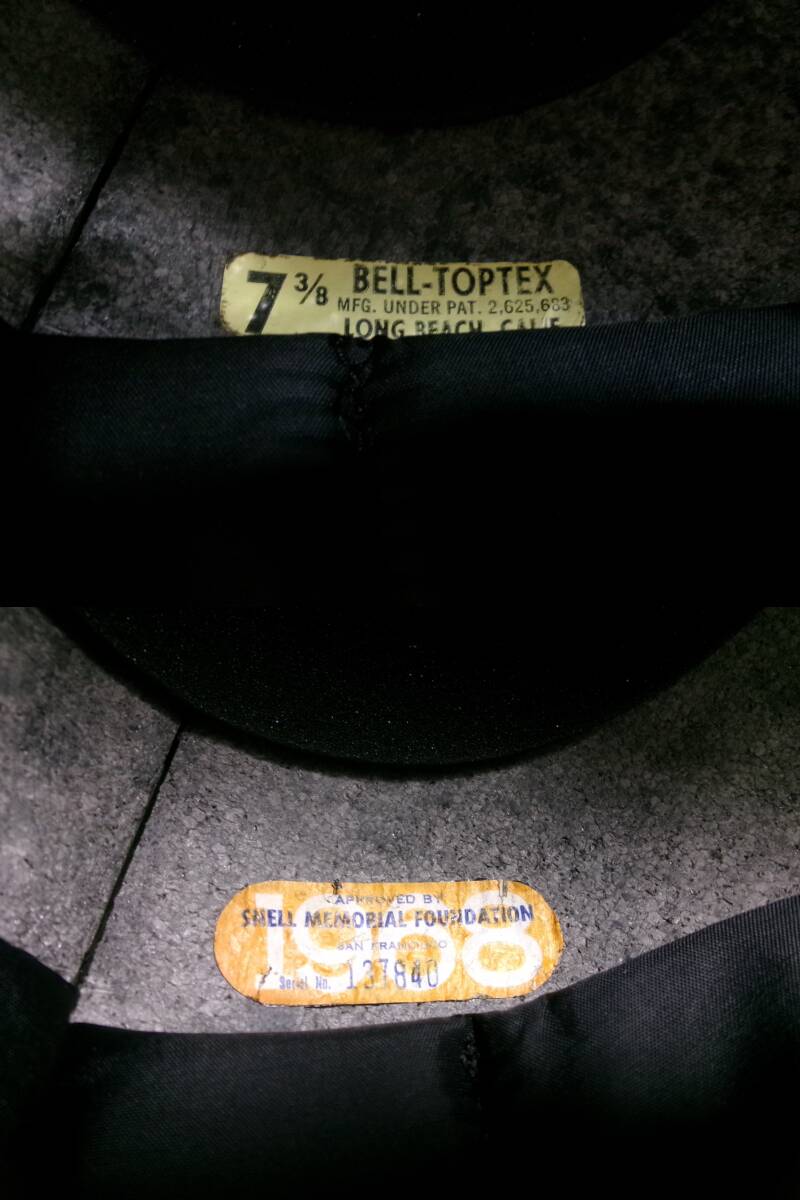 7 3/8 BELL-TOPTEX
MFG. UNDER PAT. 2,625,683
LONG BEACH, CALIF.
1968
APPROVED BY
SNELL MEMORIAL FOUNDATION
SAN FRANCISCO
Serial No. 137840